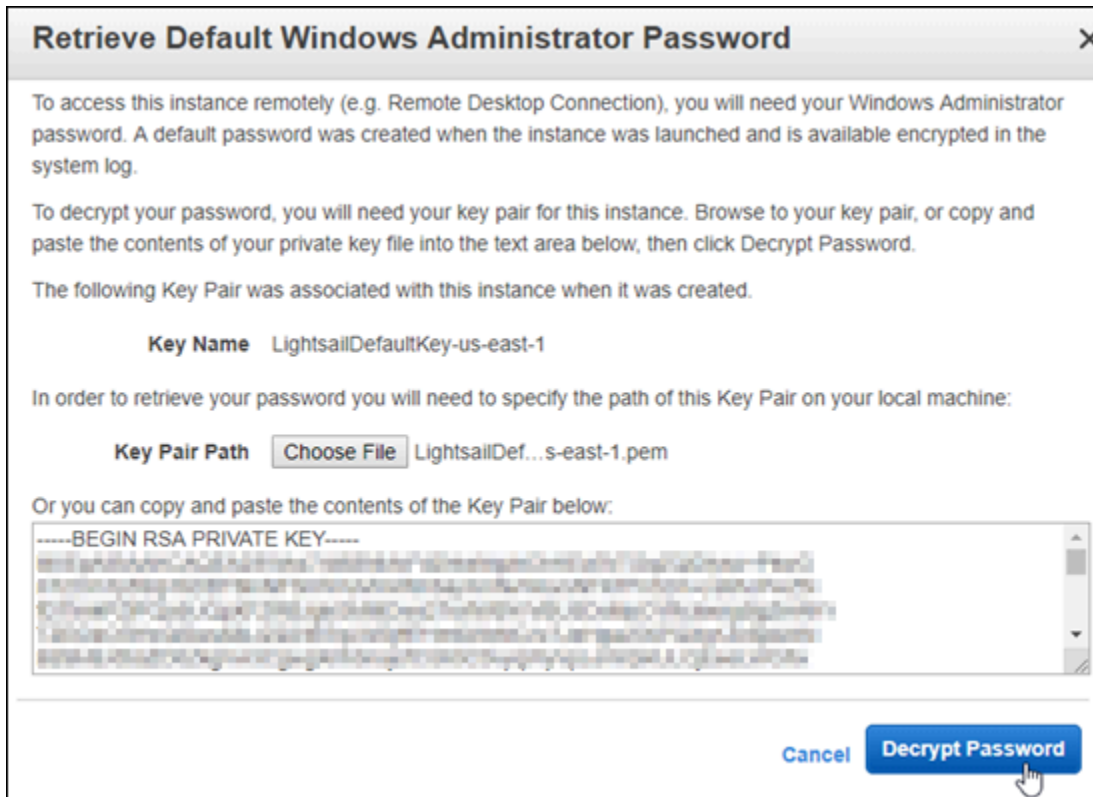 Retrieve Default Windows Administrator Password
To access this instance remotely (e.g. Remote Desktop Connection), you will need your Windows Administrator
password. A default password was created when the instance was launched and is available encrypted in the
system log.
To decrypt your password, you will need your key pair for this instance. Browse to your key pair, or copy and
paste the contents of your private key file into the text area below, then click Decrypt Password.
The following Key Pair was associated with this instance when it was created.
Key Name LightsailDefaultKey-us-east-1
In order to retrieve your password you will need to specify the path of this Key Pair on your local machine:
Key Pair Path Choose File LightsailDef...s-east-1.pem
Or you can copy and paste the contents of the Key Pair below:
-----BEGIN RSA PRIVATE KEY-----
Cancel Decrypt Password